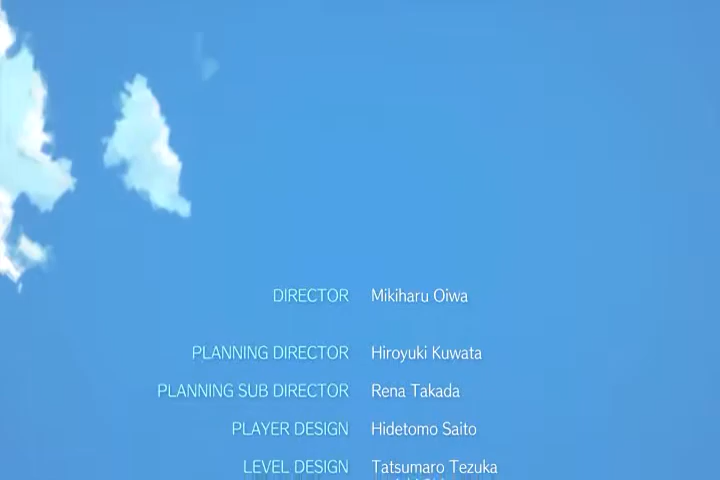 DIRECTOR Mikiharu Oiwa
PLANNING DIRECTOR Hiroyuki Kuwata
PLANNING SUB DIRECTOR Rena Takada
PLAYER DESIGN Hidetomo Saito
LEVEL DESIGN Tatsumaro Tezuka